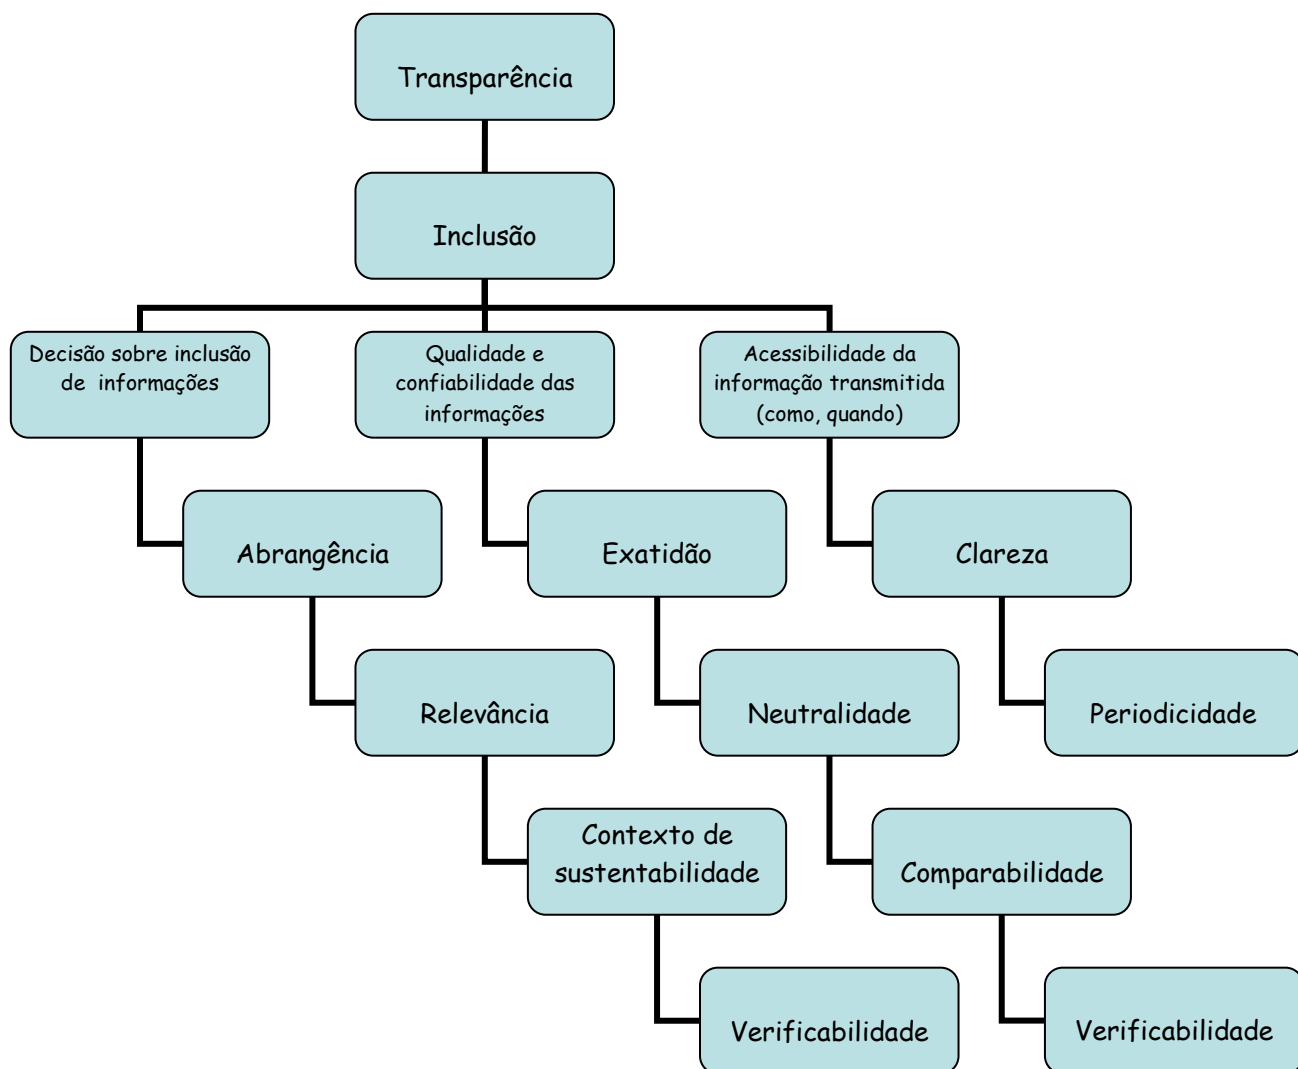 Transparência
Inclusão
Decisão sobre inclusão
de informações
Qualidade e
confiabilidade das
informações
Acessibilidade da
informação transmitida
(como, quando)
Abrangência
Exatidão
Clareza
Relevância
Neutralidade
Periodicidade
Contexto de
sustentabilidade
Comparabilidade
Verificabilidade
Verificabilidade